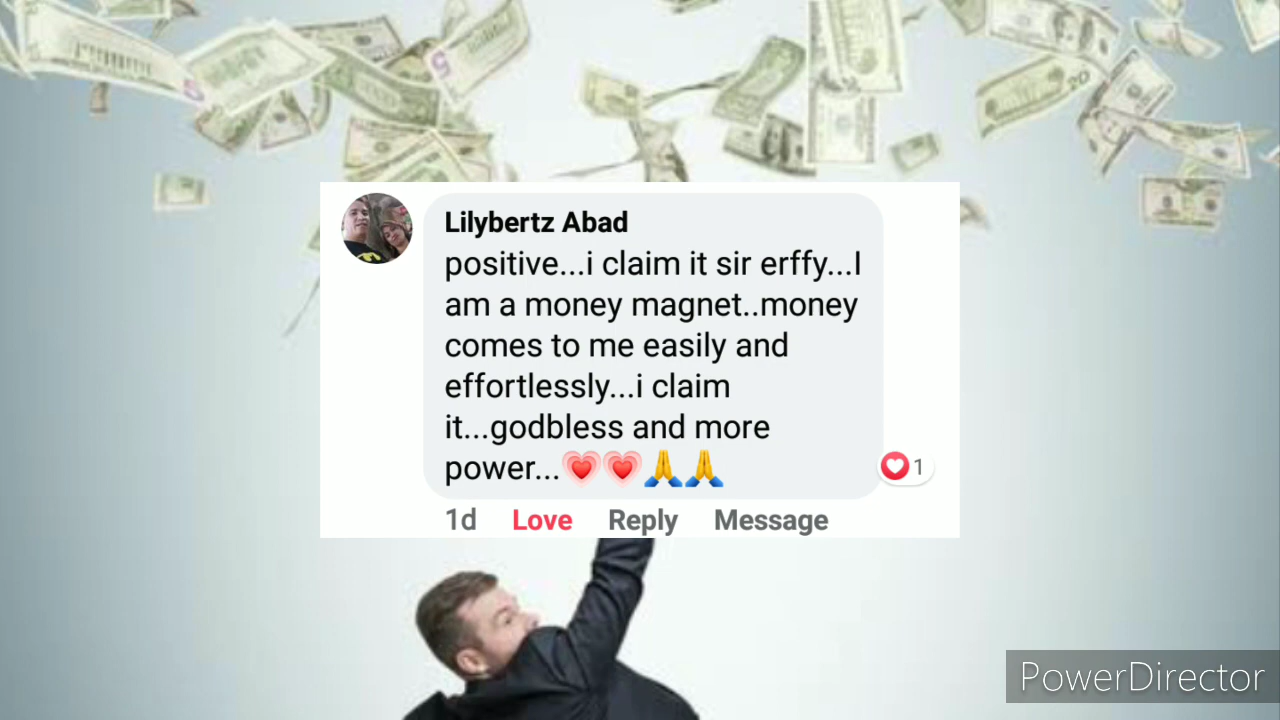 Lilybertz Abad
positive...i claim it sir erffy...I
am a money magnet..money
comes to me easily and
effortlessly...i claim
it...godbless and more
power...💗💗🙏🙏
1
1d Love Reply Message
PowerDirector